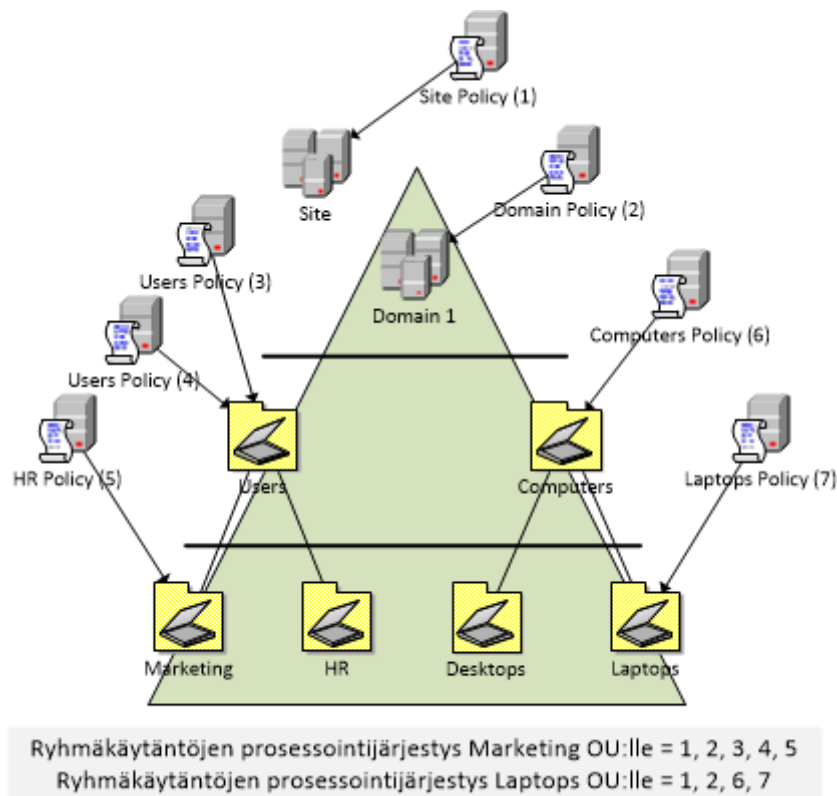 Site Policy (1)
Site
Domain Policy (2)
Users Policy (3)
Domain 1
Computers Policy (6)
Users Policy (4)
HR Policy (5)
Users
Computers
Laptops Policy (7)
Marketing
HR
Desktops
Laptops
Ryhmäkäytäntöjen prosessointijärjestys Marketing OU:lle = 1, 2, 3, 4, 5
Ryhmäkäytäntöjen prosessointijärjestys Laptops OU:lle = 1, 2, 6, 7